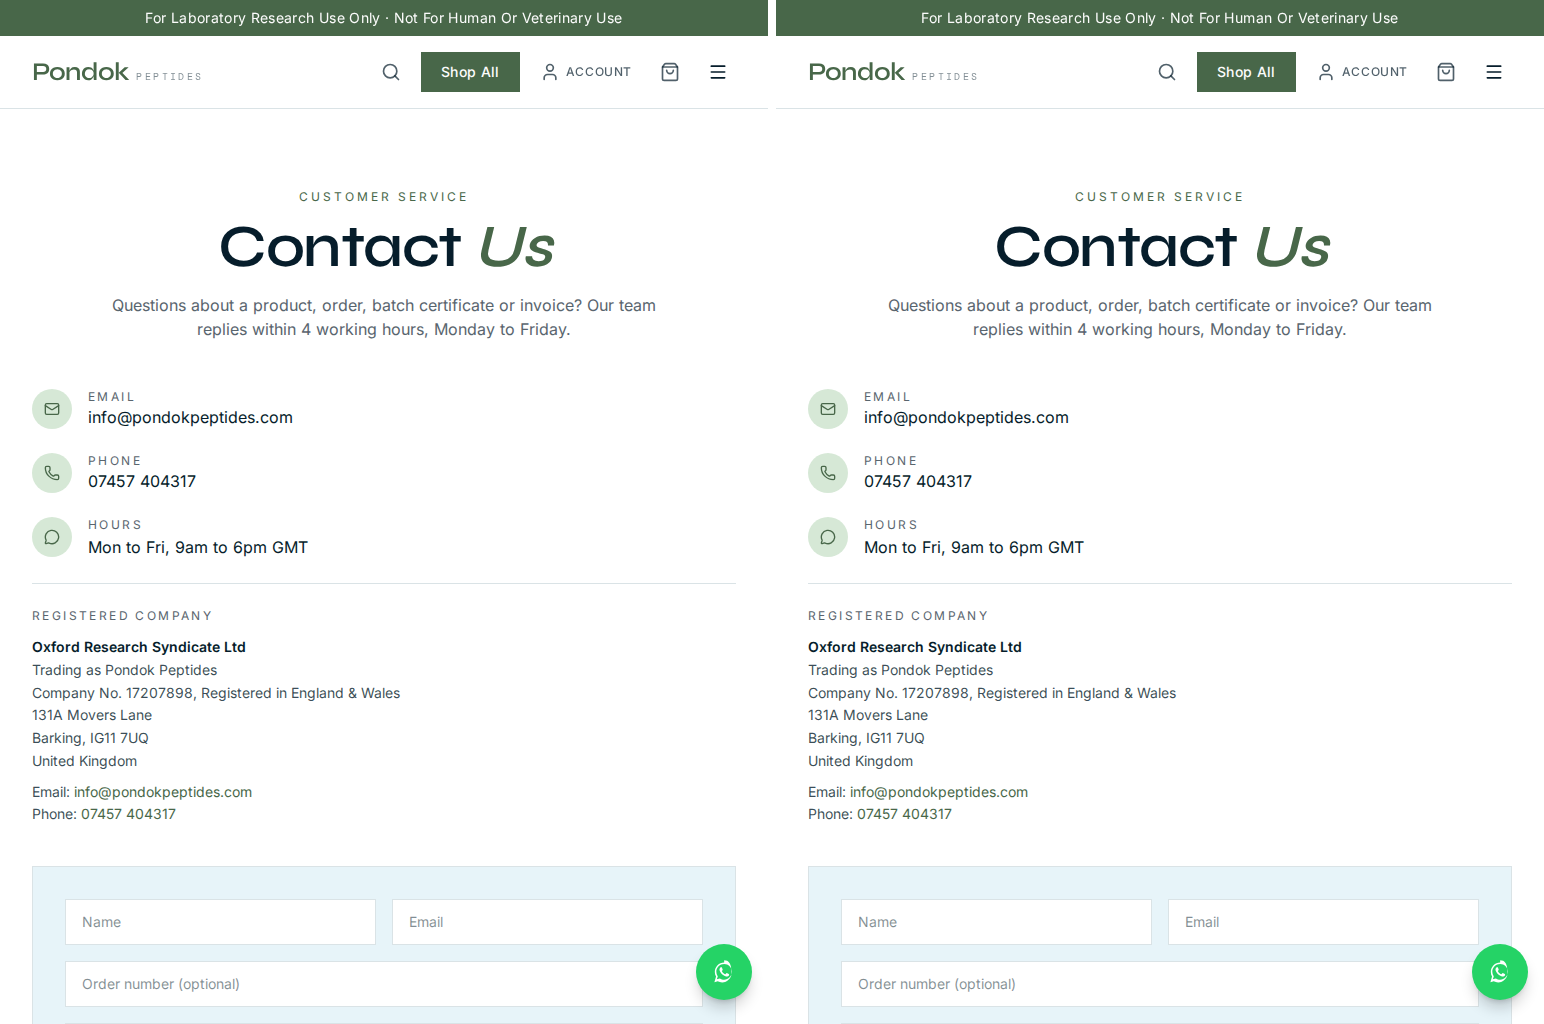 For Laboratory Research Use Only · Not For Human Or Veterinary Use
Pondok PEPTIDES
Shop All
ACCOUNT
CUSTOMER SERVICE
Contact Us
Questions about a product, order, batch certificate or invoice? Our team
replies within 4 working hours, Monday to Friday.
EMAIL
info@pondokpeptides.com
PHONE
07457 404317
HOURS
Mon to Fri, 9am to 6pm GMT
REGISTERED COMPANY
Oxford Research Syndicate Ltd
Trading as Pondok Peptides
Company No. 17207898, Registered in England & Wales
131A Movers Lane
Barking, IG11 7UQ
United Kingdom
Email: info@pondokpeptides.com
Phone: 07457 404317
Name
Email
Order number (optional)
For Laboratory Research Use Only · Not For Human Or Veterinary Use
Pondok PEPTIDES
Shop All
ACCOUNT
CUSTOMER SERVICE
Contact Us
Questions about a product, order, batch certificate or invoice? Our team
replies within 4 working hours, Monday to Friday.
EMAIL
info@pondokpeptides.com
PHONE
07457 404317
HOURS
Mon to Fri, 9am to 6pm GMT
REGISTERED COMPANY
Oxford Research Syndicate Ltd
Trading as Pondok Peptides
Company No. 17207898, Registered in England & Wales
131A Movers Lane
Barking, IG11 7UQ
United Kingdom
Email: info@pondokpeptides.com
Phone: 07457 404317
Name
Email
Order number (optional)